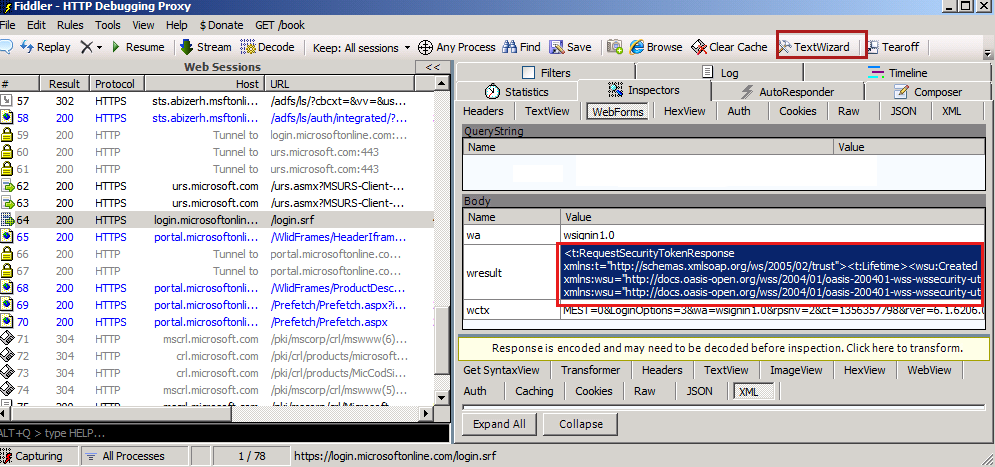 Fiddler - HTTP Debugging Proxy
File Edit Rules Tools View Help $ Donate GET /book
Replay Resume Stream Decode Keep: All sessions Any Process Find Save Browse Clear Cache TextWizard Tearoff
Web Sessions <<
# Result Protocol Host URL
57 302 HTTPS sts.abizerh.msftonli... /adfs/ls/?cbcxt=&vv=&us...
58 200 HTTPS sts.abizerh.msftonli... /adfs/ls/auth/integrated/?...
59 200 HTTP Tunnel to login.microsoftonline.com:...
60 200 HTTP Tunnel to urs.microsoft.com:443
61 200 HTTP Tunnel to urs.microsoft.com:443
62 200 HTTPS urs.microsoft.com /urs.asmx?MSURS-Client-...
63 200 HTTPS urs.microsoft.com /urs.asmx?MSURS-Client-...
64 200 HTTPS login.microsoftonlin... /login.srf
65 200 HTTPS portal.microsoftonlin... /WlidFrames/HeaderIfram...
66 200 HTTP Tunnel to portal.microsoftonline.co...
67 200 HTTP Tunnel to portal.microsoftonline.co...
68 200 HTTPS portal.microsoftonlin... /WlidFrames/ProductDesc...
69 200 HTTPS portal.microsoftonlin... /Prefetch/Prefetch.aspx?i...
70 200 HTTPS portal.microsoftonlin... /Prefetch/Prefetch.aspx
71 304 HTTP mscrl.microsoft.com /pki/mscorp/crl/mswww(6)...
72 304 HTTP crl.microsoft.com /pki/crl/products/microsof...
73 304 HTTP crl.microsoft.com /pki/crl/products/MicCodSi...
74 304 HTTP mscrl.microsoft.com /pki/mscorp/crl/mswww(5)...
75 304 HTTP crl.microsoft.com /pki/mscorp/crl/Microsoft...
ALT+Q > type HELP...
Filters Log Timeline
Statistics Inspectors AutoResponder Composer
Headers TextView WebForms HexView Auth Cookies Raw JSON XML
QueryString
Name Value
Body
Name Value
wa wsignin1.0
wresult <t:RequestSecurityTokenResponse
xmlns:t="http://schemas.xmlsoap.org/ws/2005/02/trust"><t:Lifetime><wsu:Created
xmlns:wsu="http://docs.oasis-open.org/wss/2004/01/oasis-200401-wss-wssecurity-ut
xmlns:wsu="http://docs.oasis-open.org/wss/2004/01/oasis-200401-wss-wssecurity-ut
wctx MEST=0&LoginOptions=3&wa=wsignin1.0&rpsnv=2&ct=1356357798&rver=6.1.6206.
Response is encoded and may need to be decoded before inspection. Click here to transform.
Get SyntaxView Transformer Headers TextView ImageView HexView WebView
Auth Caching Cookies Raw JSON XML
Expand All Collapse
Capturing All Processes 1 / 78 https://login.microsoftonline.com/login.srf